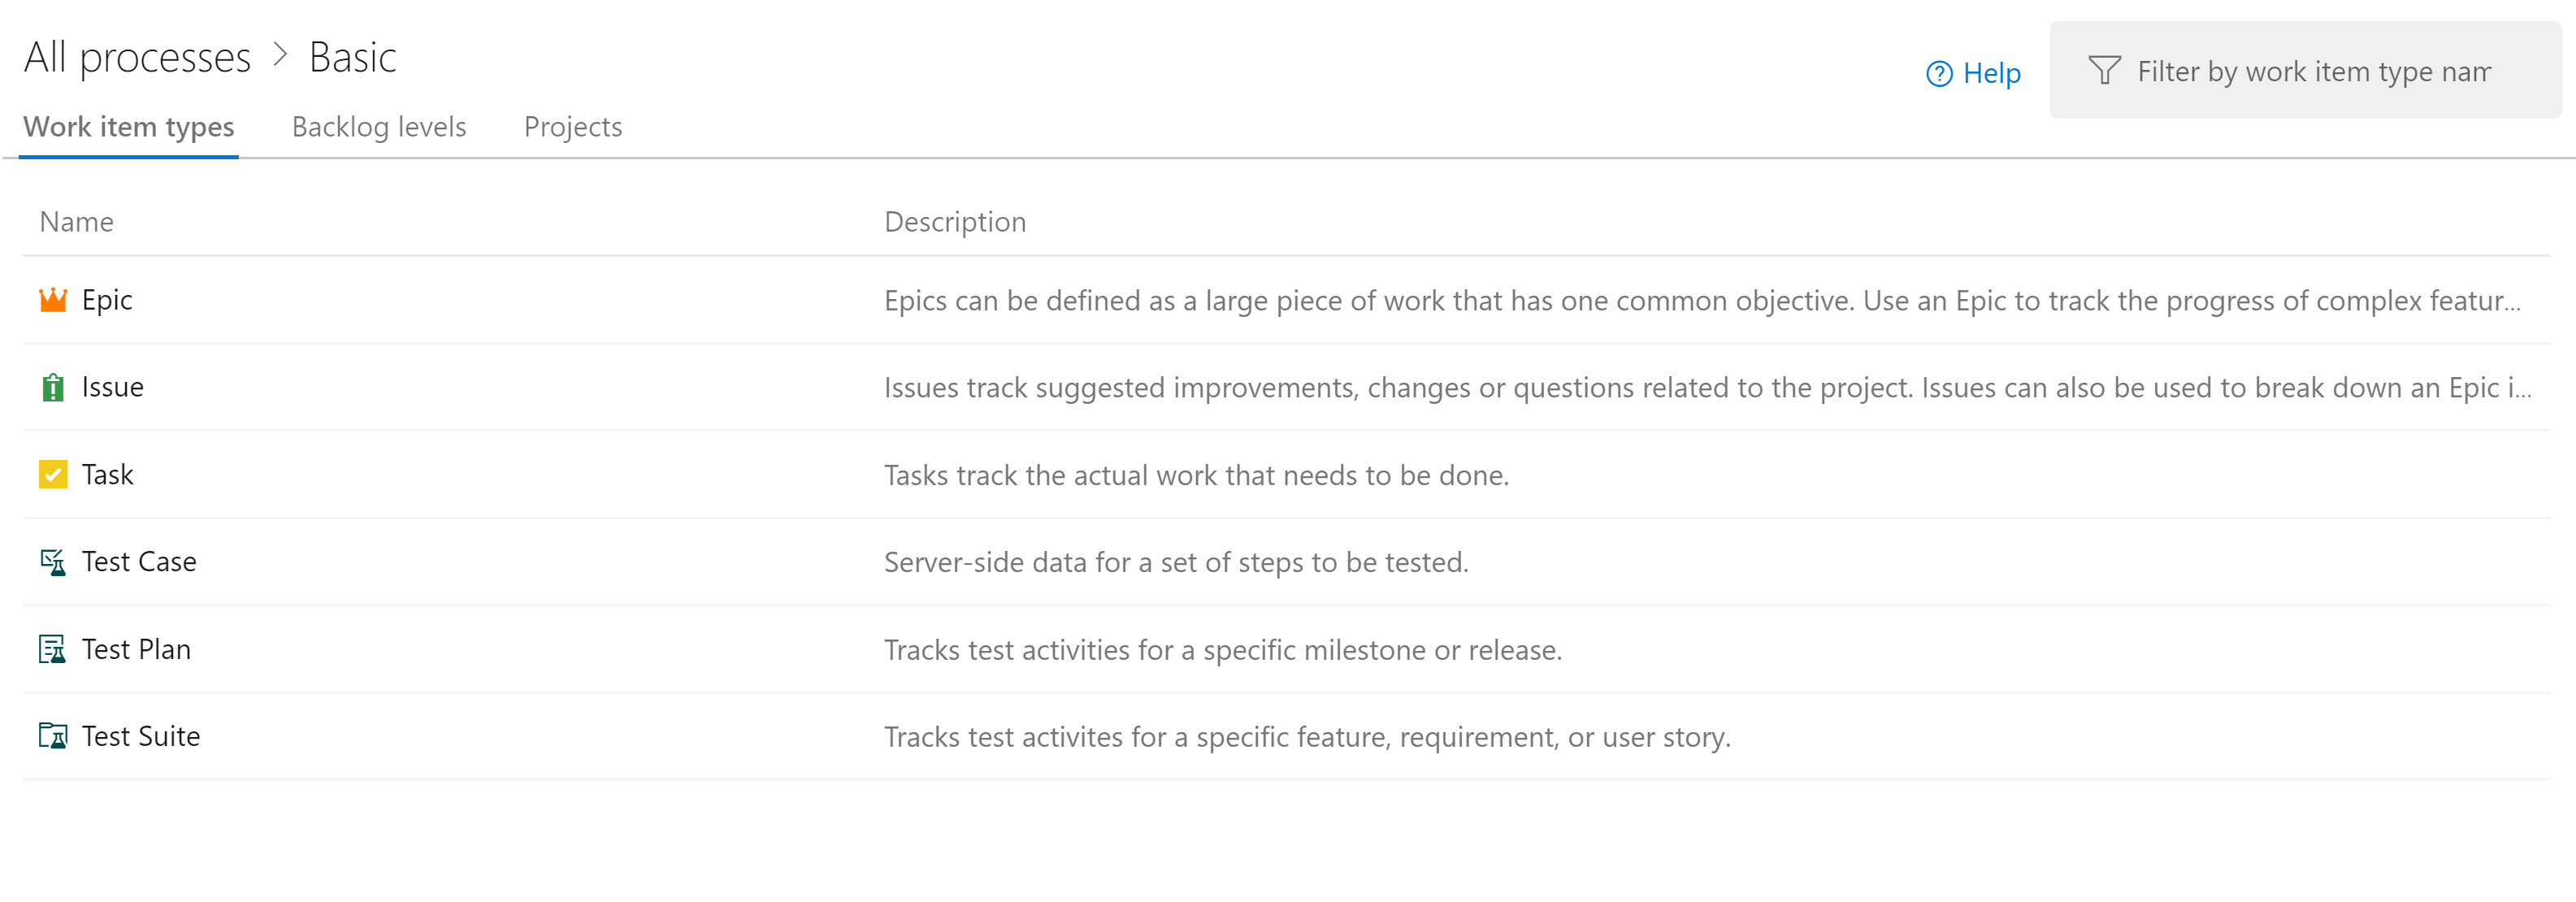 All processes > Basic
Help
Filter by work item type nam
Work item types Backlog levels Projects
Name Description
Epic Epics can be defined as a large piece of work that has one common objective. Use an Epic to track the progress of complex featur...
Issue Issues track suggested improvements, changes or questions related to the project. Issues can also be used to break down an Epic i...
Task Tasks track the actual work that needs to be done.
Test Case Server-side data for a set of steps to be tested.
Test Plan Tracks test activities for a specific milestone or release.
Test Suite Tracks test activites for a specific feature, requirement, or user story.